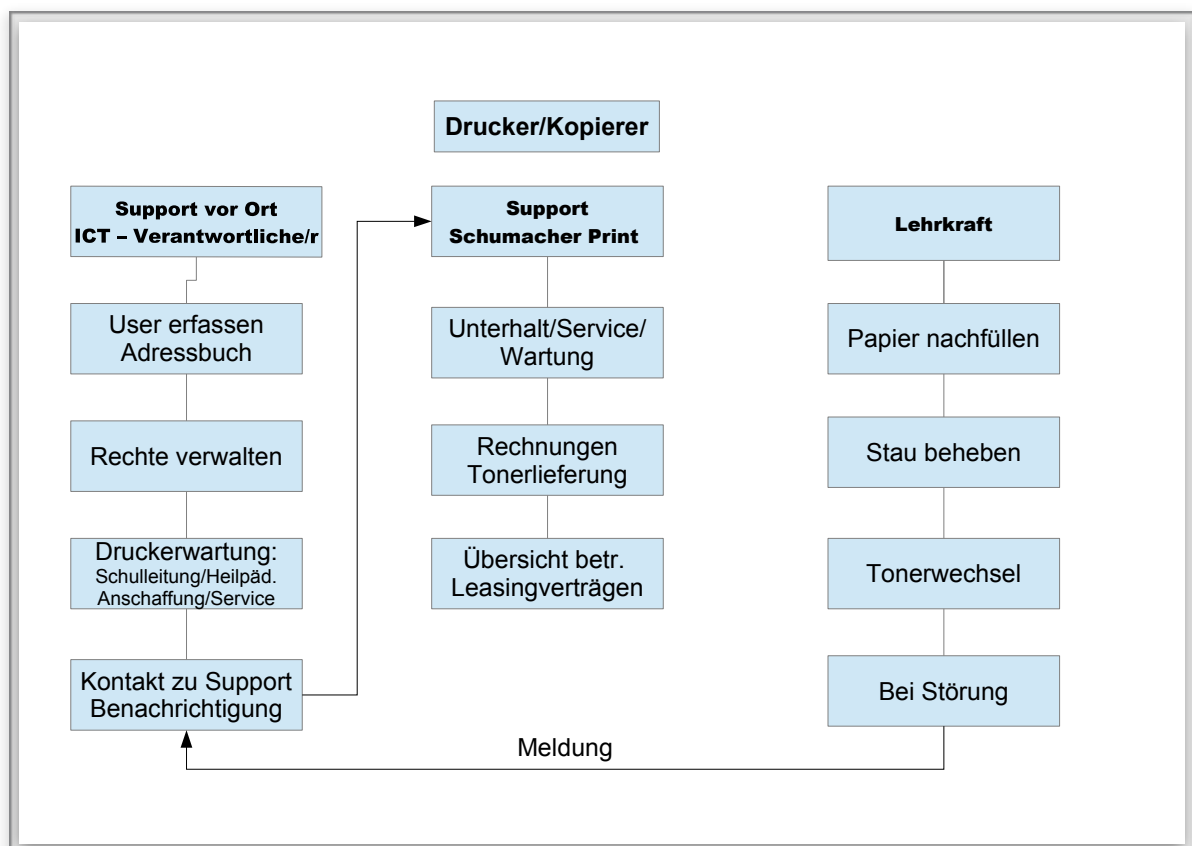 Drucker/Kopierer
Support vor Ort
ICT – Verantwortliche/r
User erfassen
Adressbuch
Rechte verwalten
Druckerwartung:
Schulleitung/Heilpäd.
Anschaffung/Service
Kontakt zu Support
Benachrichtigung
Support
Schumacher Print
Unterhalt/Service/
Wartung
Rechnungen
Tonerlieferung
Übersicht betr.
Leasingverträgen
Lehrkraft
Papier nachfüllen
Stau beheben
Tonerwechsel
Bei Störung
Meldung